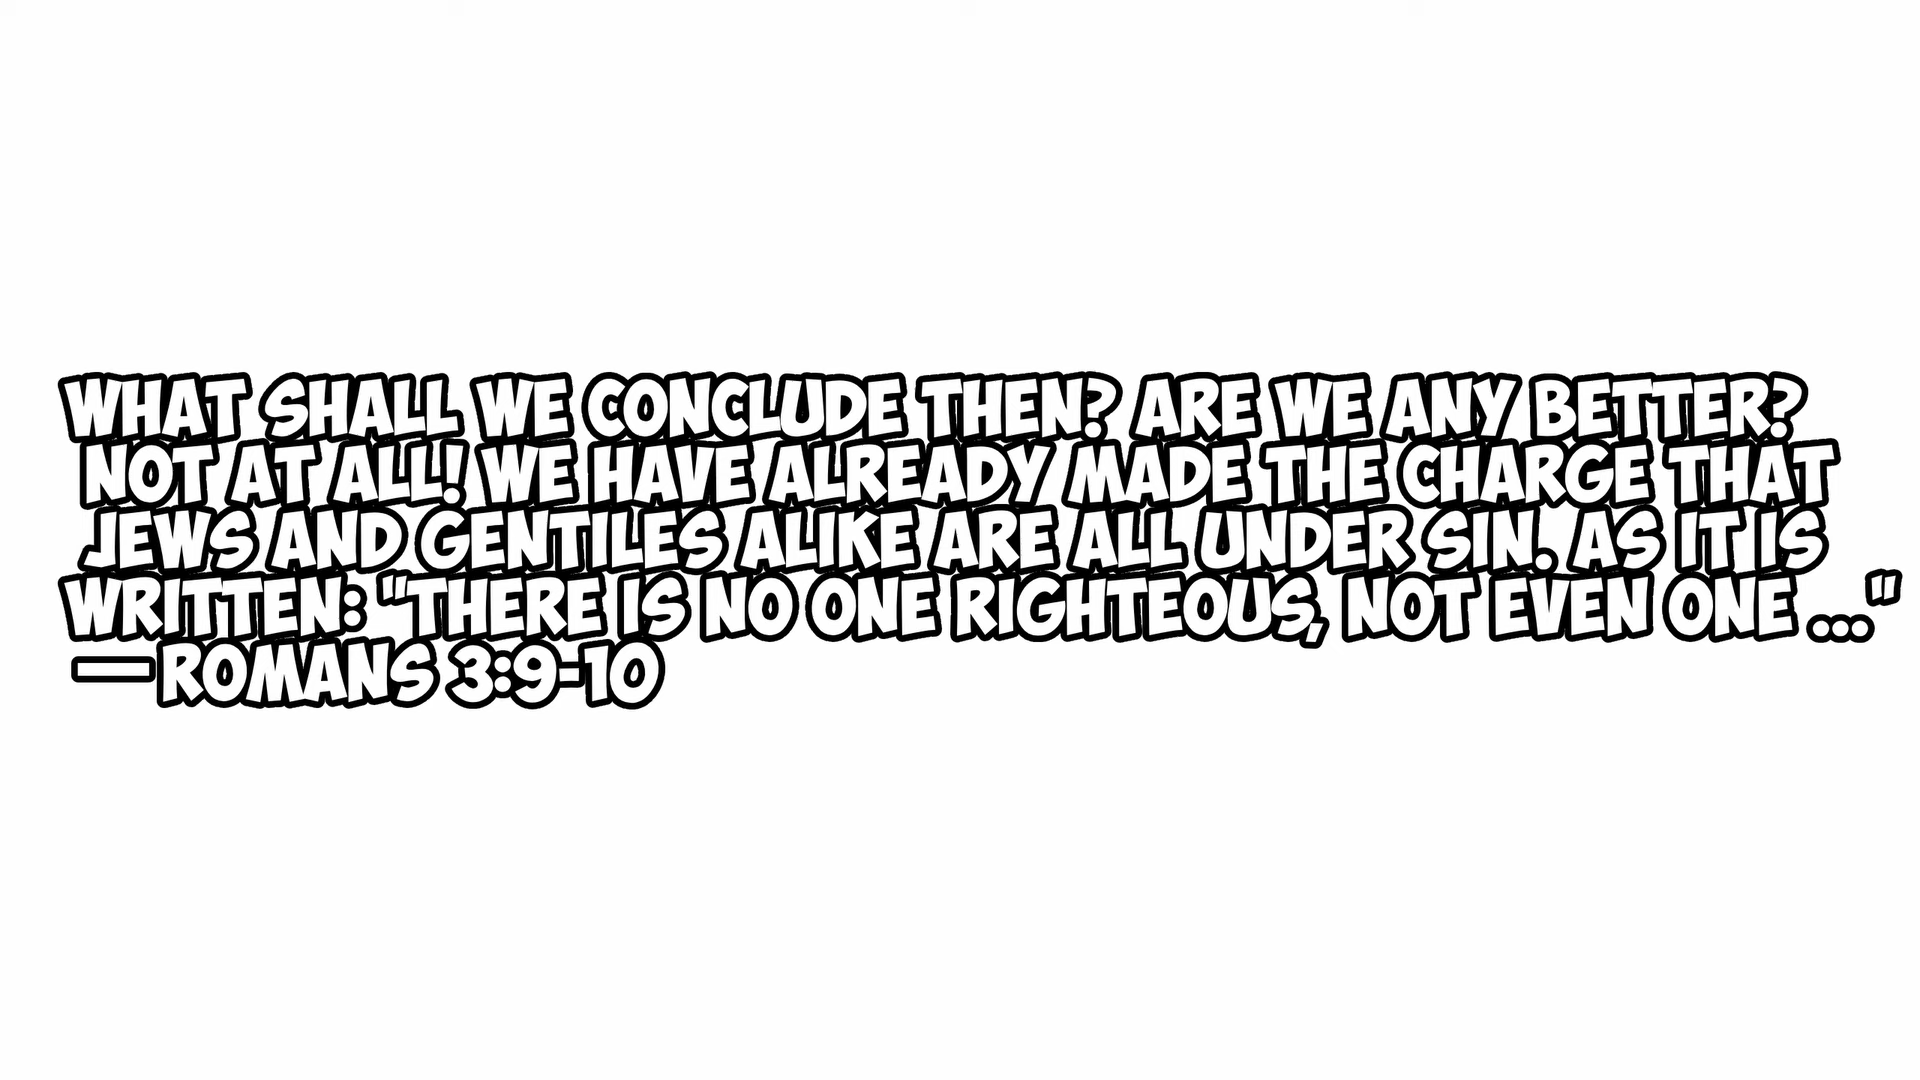 WHAT SHALL WE CONCLUDE THEN? ARE WE ANY BETTER?
NOT AT ALL! WE HAVE ALREADY MADE THE CHARGE THAT
JEWS AND GENTILES ALIKE ARE ALL UNDER SIN. AS IT IS
WRITTEN: "THERE IS NO ONE RIGHTEOUS, NOT EVEN ONE ..."
— ROMANS 3:9-10